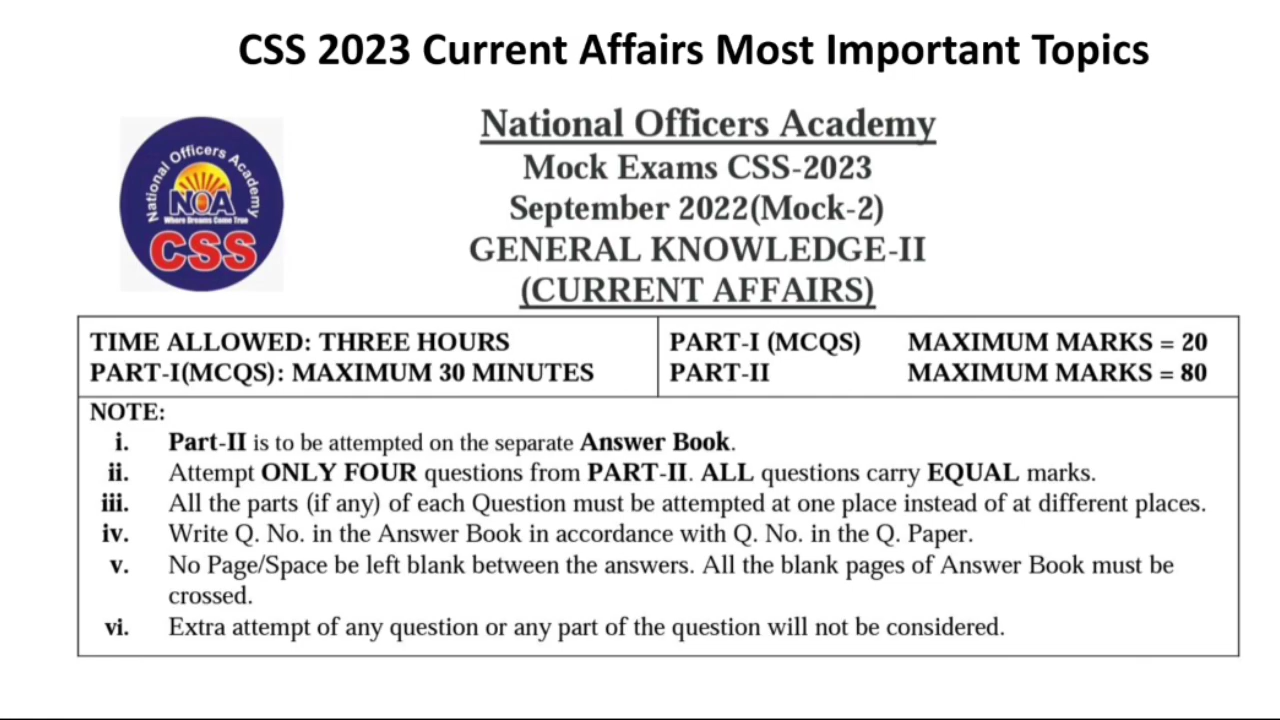 CSS 2023 Current Affairs Most Important Topics
National Officers Academy
Mock Exams CSS-2023
September 2022(Mock-2)
GENERAL KNOWLEDGE-II
(CURRENT AFFAIRS)
National Officers Academy
NOA
Where Dreams Come True
CSS
TIME ALLOWED: THREE HOURS
PART-I(MCQS): MAXIMUM 30 MINUTES
PART-I (MCQS) MAXIMUM MARKS = 20
PART-II MAXIMUM MARKS = 80
NOTE:
i. Part-II is to be attempted on the separate Answer Book.
ii. Attempt ONLY FOUR questions from PART-II. ALL questions carry EQUAL marks.
iii. All the parts (if any) of each Question must be attempted at one place instead of at different places.
iv. Write Q. No. in the Answer Book in accordance with Q. No. in the Q. Paper.
v. No Page/Space be left blank between the answers. All the blank pages of Answer Book must be
crossed.
vi. Extra attempt of any question or any part of the question will not be considered.